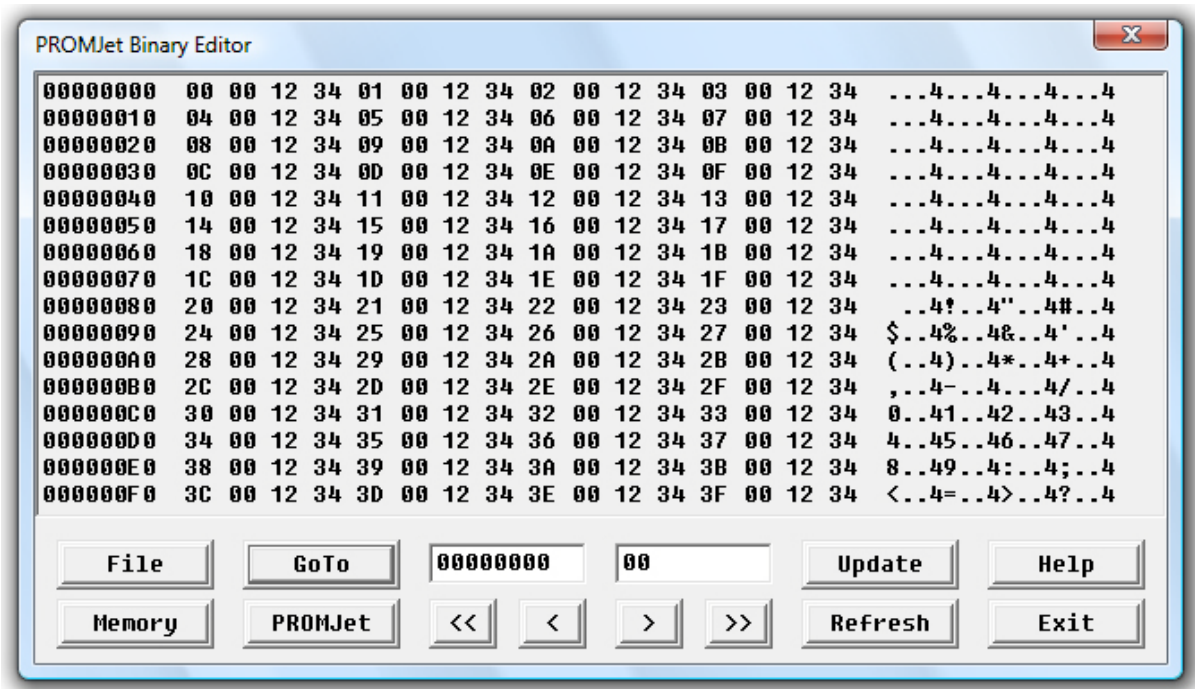 PROMJet Binary Editor
00000000 00 00 12 34 01 00 12 34 02 00 12 34 03 00 12 34 ...4...4...4...4
00000010 04 00 12 34 05 00 12 34 06 00 12 34 07 00 12 34 ...4...4...4...4
00000020 08 00 12 34 09 00 12 34 0A 00 12 34 0B 00 12 34 ...4...4...4...4
00000030 0C 00 12 34 0D 00 12 34 0E 00 12 34 0F 00 12 34 ...4...4...4...4
00000040 10 00 12 34 11 00 12 34 12 00 12 34 13 00 12 34 ...4...4...4...4
00000050 14 00 12 34 15 00 12 34 16 00 12 34 17 00 12 34 ...4...4...4...4
00000060 18 00 12 34 19 00 12 34 1A 00 12 34 1B 00 12 34 ...4...4...4...4
00000070 1C 00 12 34 1D 00 12 34 1E 00 12 34 1F 00 12 34 ...4...4...4...4
00000080 20 00 12 34 21 00 12 34 22 00 12 34 23 00 12 34  ..4!..4"..4#..4
00000090 24 00 12 34 25 00 12 34 26 00 12 34 27 00 12 34 $..4%..4&..4'..4
000000A0 28 00 12 34 29 00 12 34 2A 00 12 34 2B 00 12 34 (..4)..4*..4+..4
000000B0 2C 00 12 34 2D 00 12 34 2E 00 12 34 2F 00 12 34 ,..4-..4...4/..4
000000C0 30 00 12 34 31 00 12 34 32 00 12 34 33 00 12 34 0..41..42..43..4
000000D0 34 00 12 34 35 00 12 34 36 00 12 34 37 00 12 34 4..45..46..47..4
000000E0 38 00 12 34 39 00 12 34 3A 00 12 34 3B 00 12 34 8..49..4:..4;..4
000000F0 3C 00 12 34 3D 00 12 34 3E 00 12 34 3F 00 12 34 <..4=..4>..4?..4
File GoTo 00000000 00 Update Help
Memory PROMJet << < > >> Refresh Exit